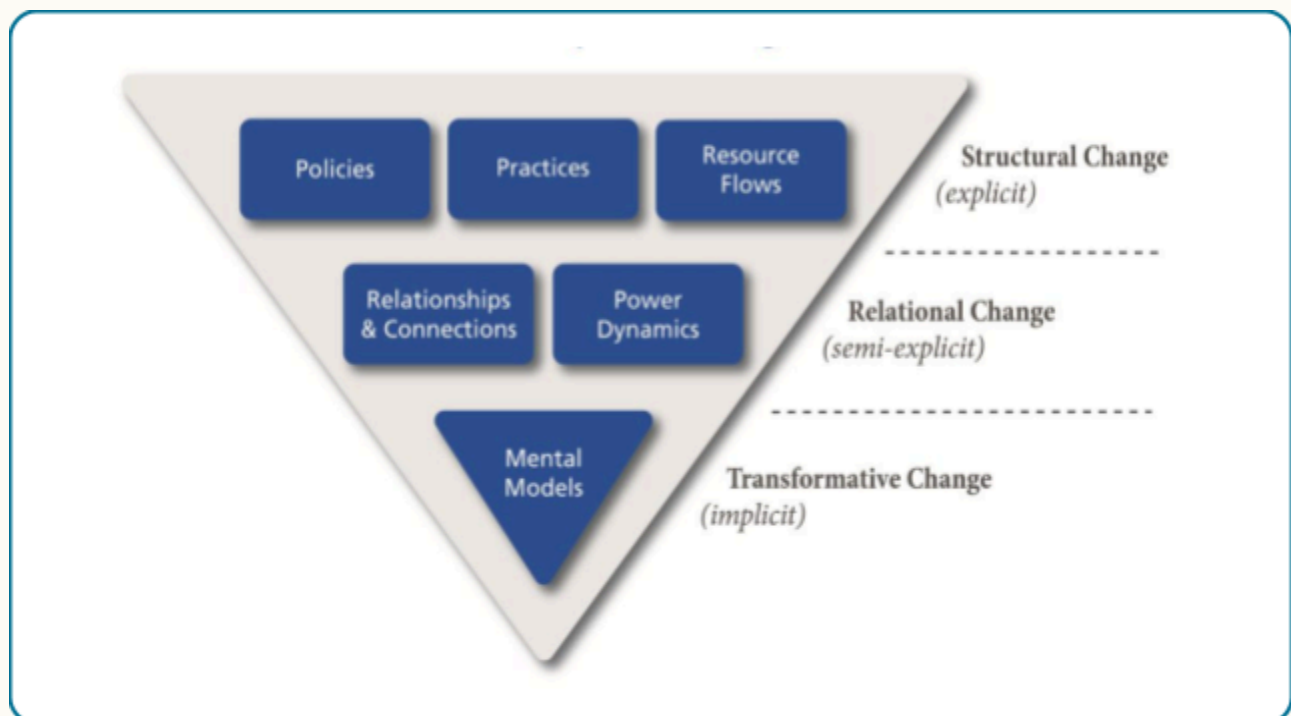 Policies
Practices
Resource
Flows
Structural Change
(explicit)
Relationships
& Connections
Power
Dynamics
Relational Change
(semi-explicit)
Mental
Models
Transformative Change
(implicit)